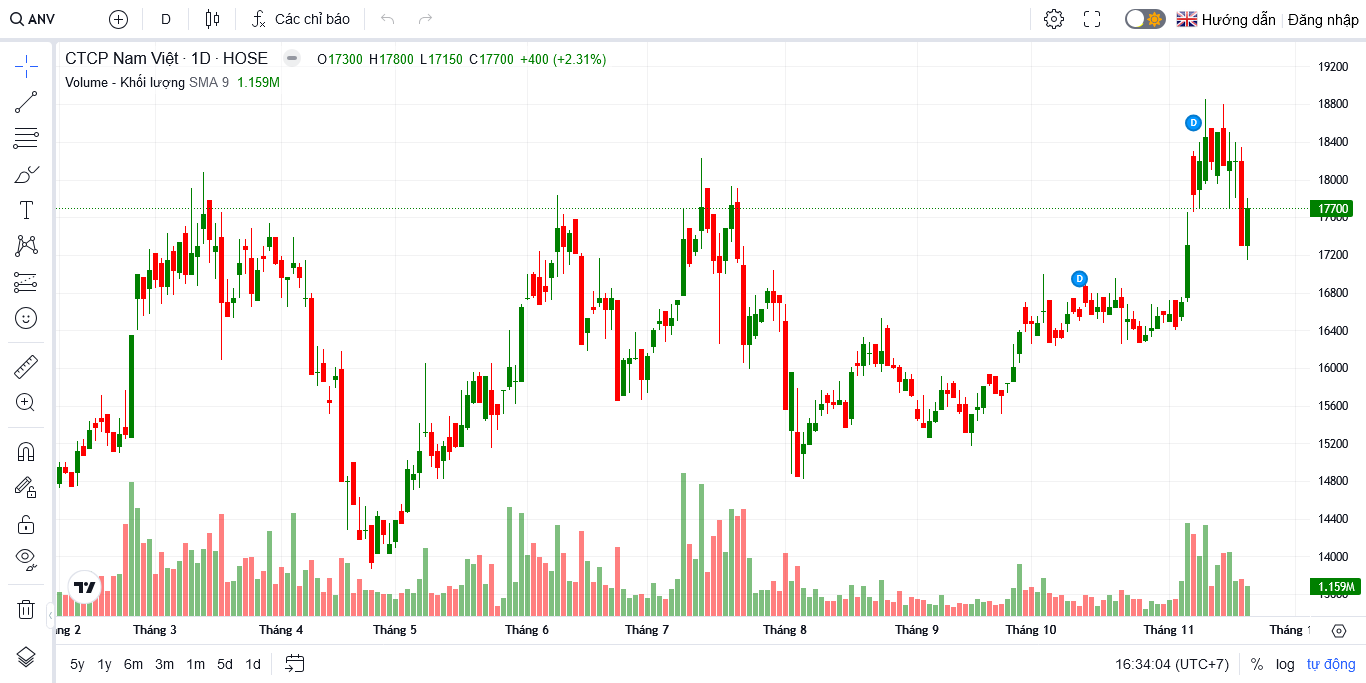 ANV D Các chỉ báo Hướng dẫn Đăng nhập
CTCP Nam Việt · 1D · HOSE O17300 H17800 L17150 C17700 +400 (+2.31%)
Volume - Khối lượng SMA 9 1.159M
19200
18800
D
18400
18000
17700
17200
D
16800
16400
16000
15600
15200
14800
14400
14000
1.159M
ng 2 Tháng 3 Tháng 4 Tháng 5 Tháng 6 Tháng 7 Tháng 8 Tháng 9 Tháng 10 Tháng 11 Tháng 1
5y 1y 6m 3m 1m 5d 1d 16:34:04 (UTC+7) % log tự động